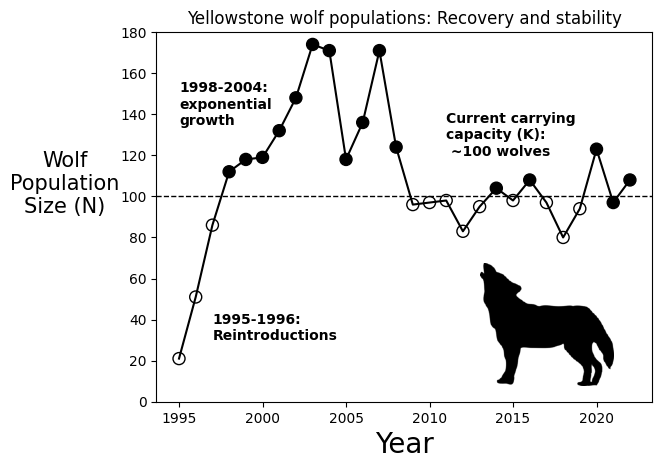 Yellowstone wolf populations: Recovery and stability
180
160
140
120
100
80
60
40
20
0
Wolf
Population
Size (N)
1998-2004:
exponential
growth
Current carrying
capacity (K):
~100 wolves
1995-1996:
Reintroductions
1995
2000
2005
2010
2015
2020
Year